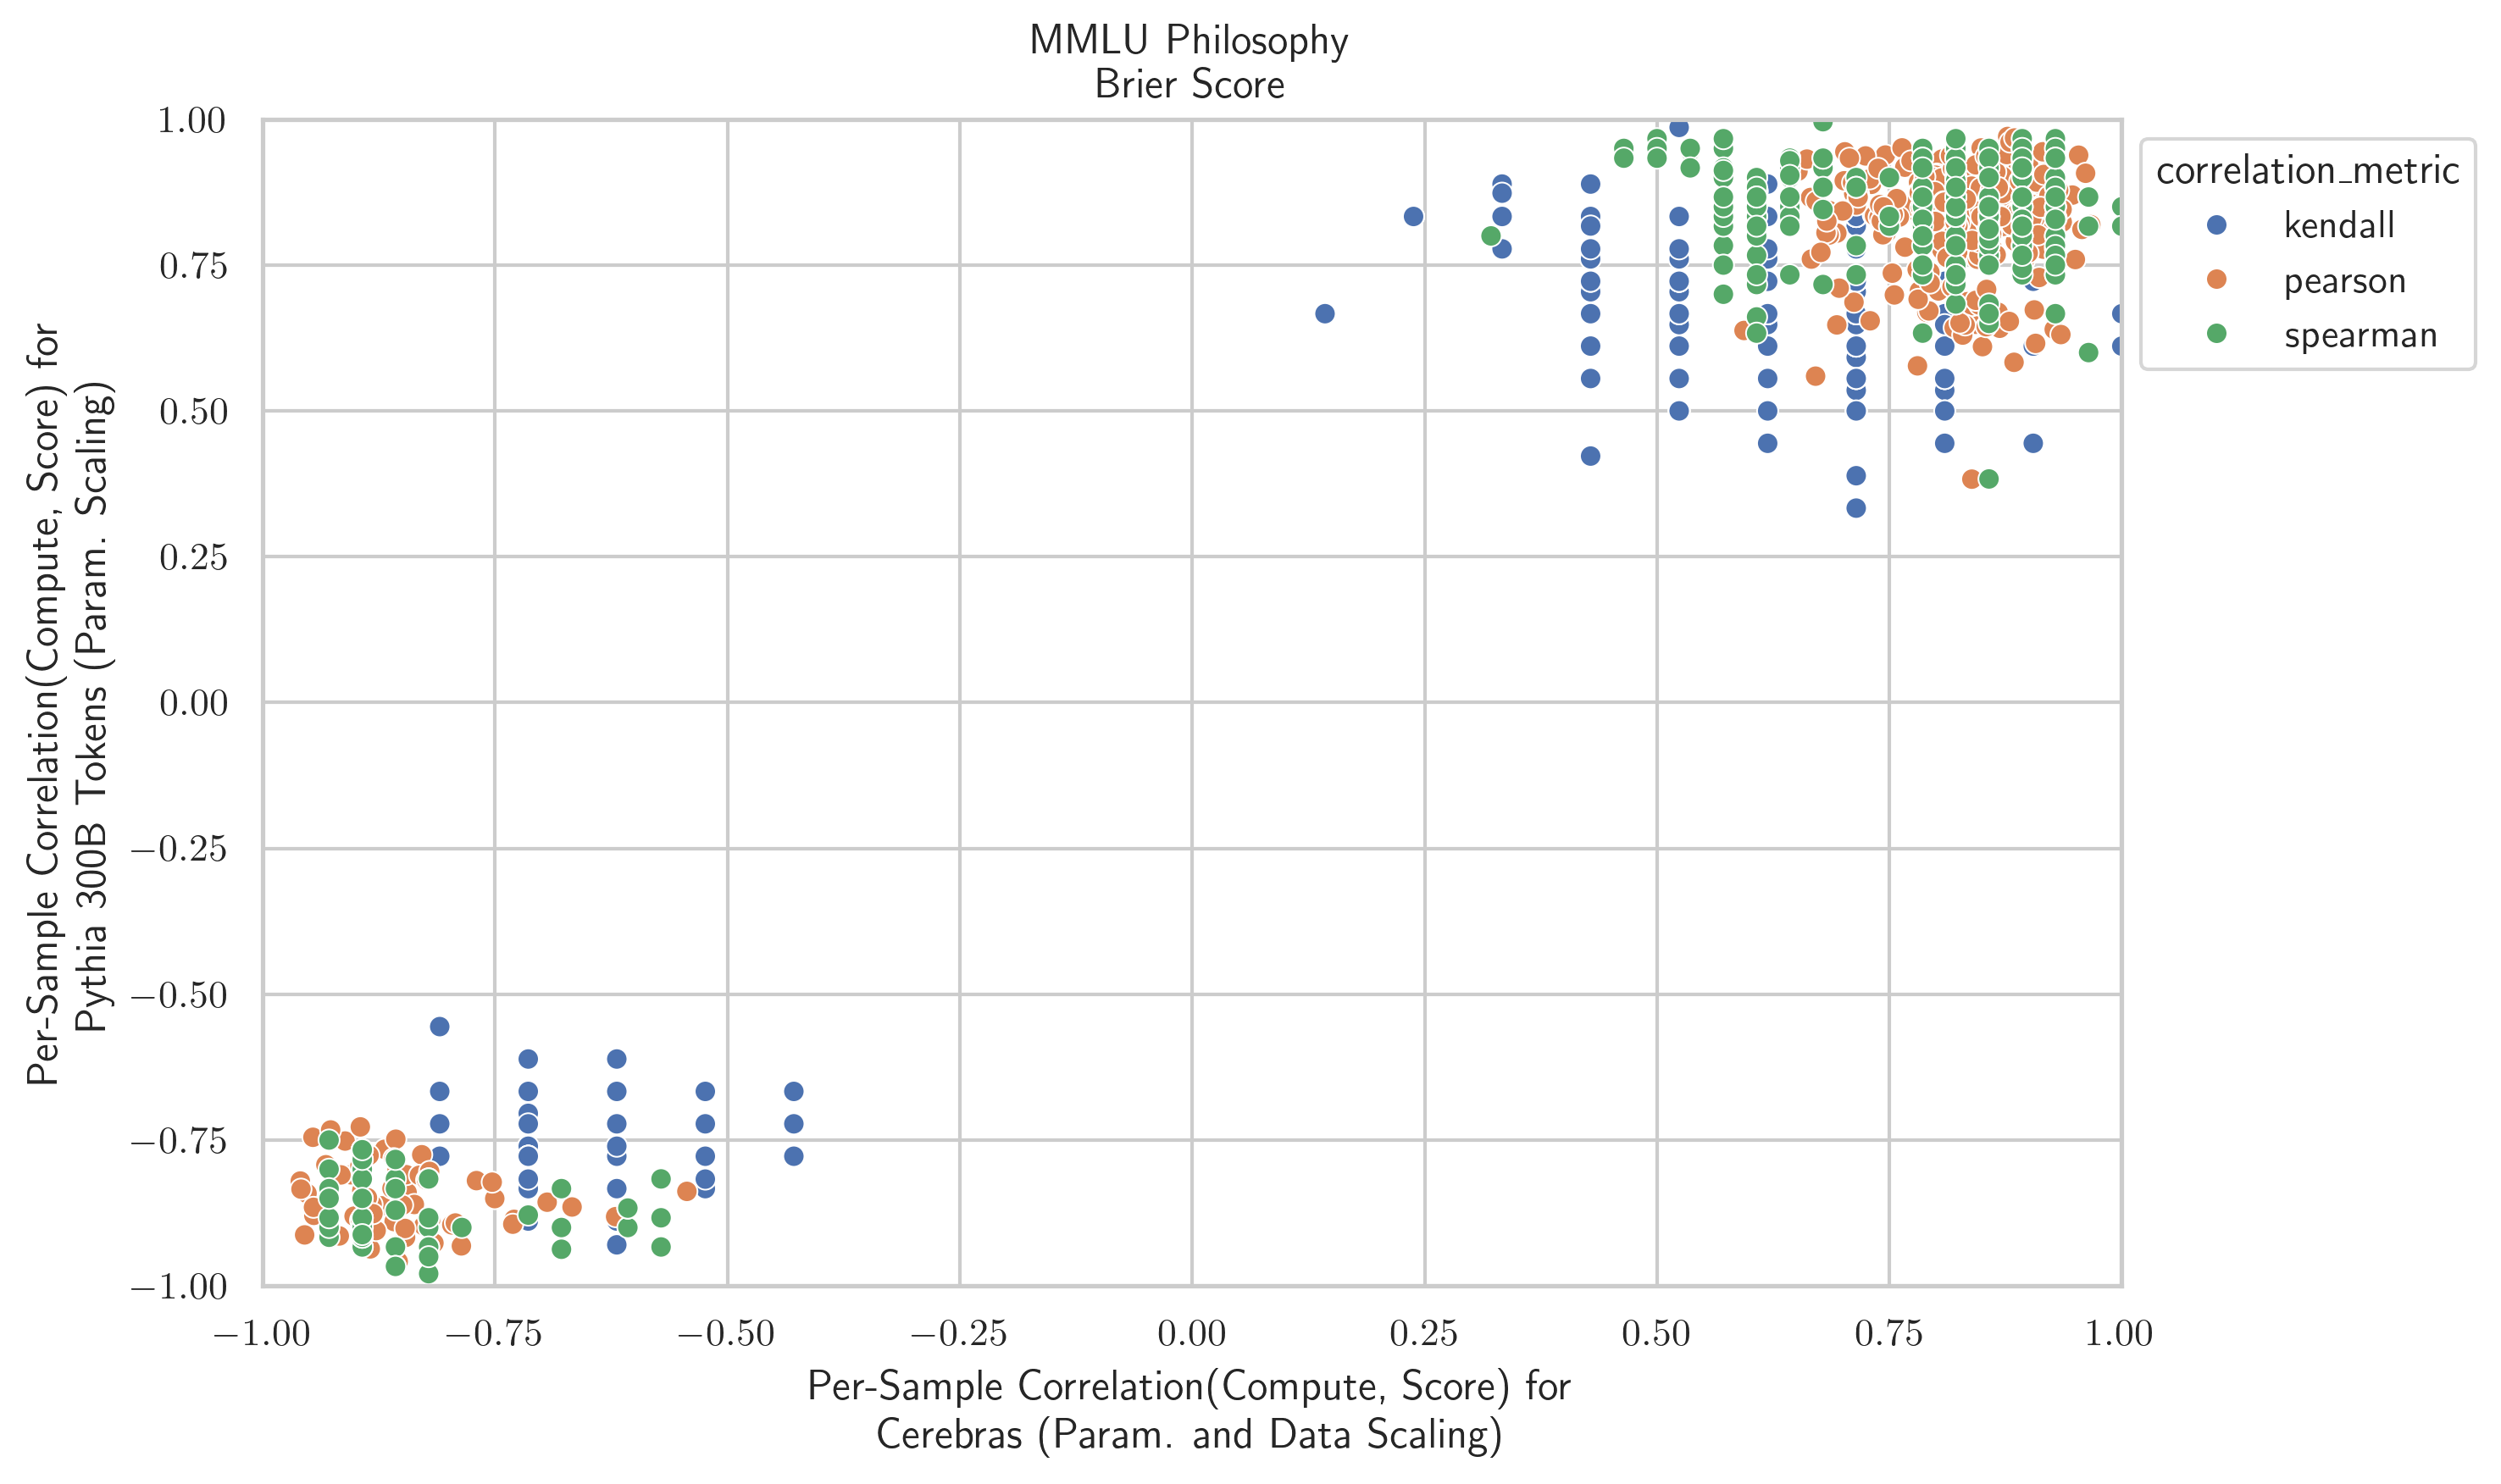 MMLU Philosophy
Brier Score
Per-Sample Correlation(Compute, Score) for
Pythia 300B Tokens (Param. Scaling)
1.00
0.75
0.50
0.25
0.00
−0.25
−0.50
−0.75
−1.00
−1.00 −0.75 −0.50 −0.25 0.00 0.25 0.50 0.75 1.00
Per-Sample Correlation(Compute, Score) for
Cerebras (Param. and Data Scaling)
correlation_metric
kendall
pearson
spearman